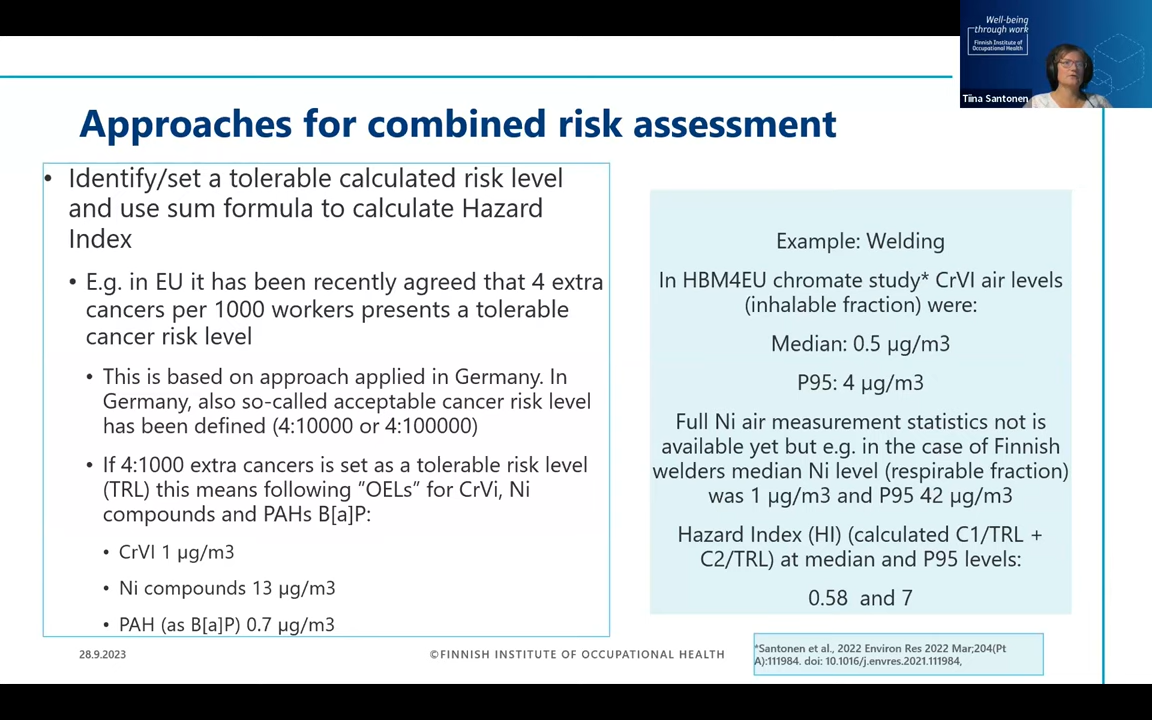 Well-being
through work
Finnish Institute of
Occupational Health
Tiina Santonen
Approaches for combined risk assessment
• Identify/set a tolerable calculated risk level
and use sum formula to calculate Hazard
Index
• E.g. in EU it has been recently agreed that 4 extra
cancers per 1000 workers presents a tolerable
cancer risk level
• This is based on approach applied in Germany. In
Germany, also so-called acceptable cancer risk level
has been defined (4:10000 or 4:100000)
• If 4:1000 extra cancers is set as a tolerable risk level
(TRL) this means following ”OELs” for CrVi, Ni
compounds and PAHs B[a]P:
• CrVI 1 µg/m3
• Ni compounds 13 µg/m3
• PAH (as B[a]P) 0.7 µg/m3
Example: Welding
In HBM4EU chromate study* CrVI air levels
(inhalable fraction) were:
Median: 0.5 µg/m3
P95: 4 µg/m3
Full Ni air measurement statistics not is
available yet but e.g. in the case of Finnish
welders median Ni level (respirable fraction)
was 1 µg/m3 and P95 42 µg/m3
Hazard Index (HI) (calculated C1/TRL +
C2/TRL) at median and P95 levels:
0.58 and 7
28.9.2023
©FINNISH INSTITUTE OF OCCUPATIONAL HEALTH
*Santonen et al., 2022 Environ Res 2022 Mar;204(Pt
A):111984. doi: 10.1016/j.envres.2021.111984,